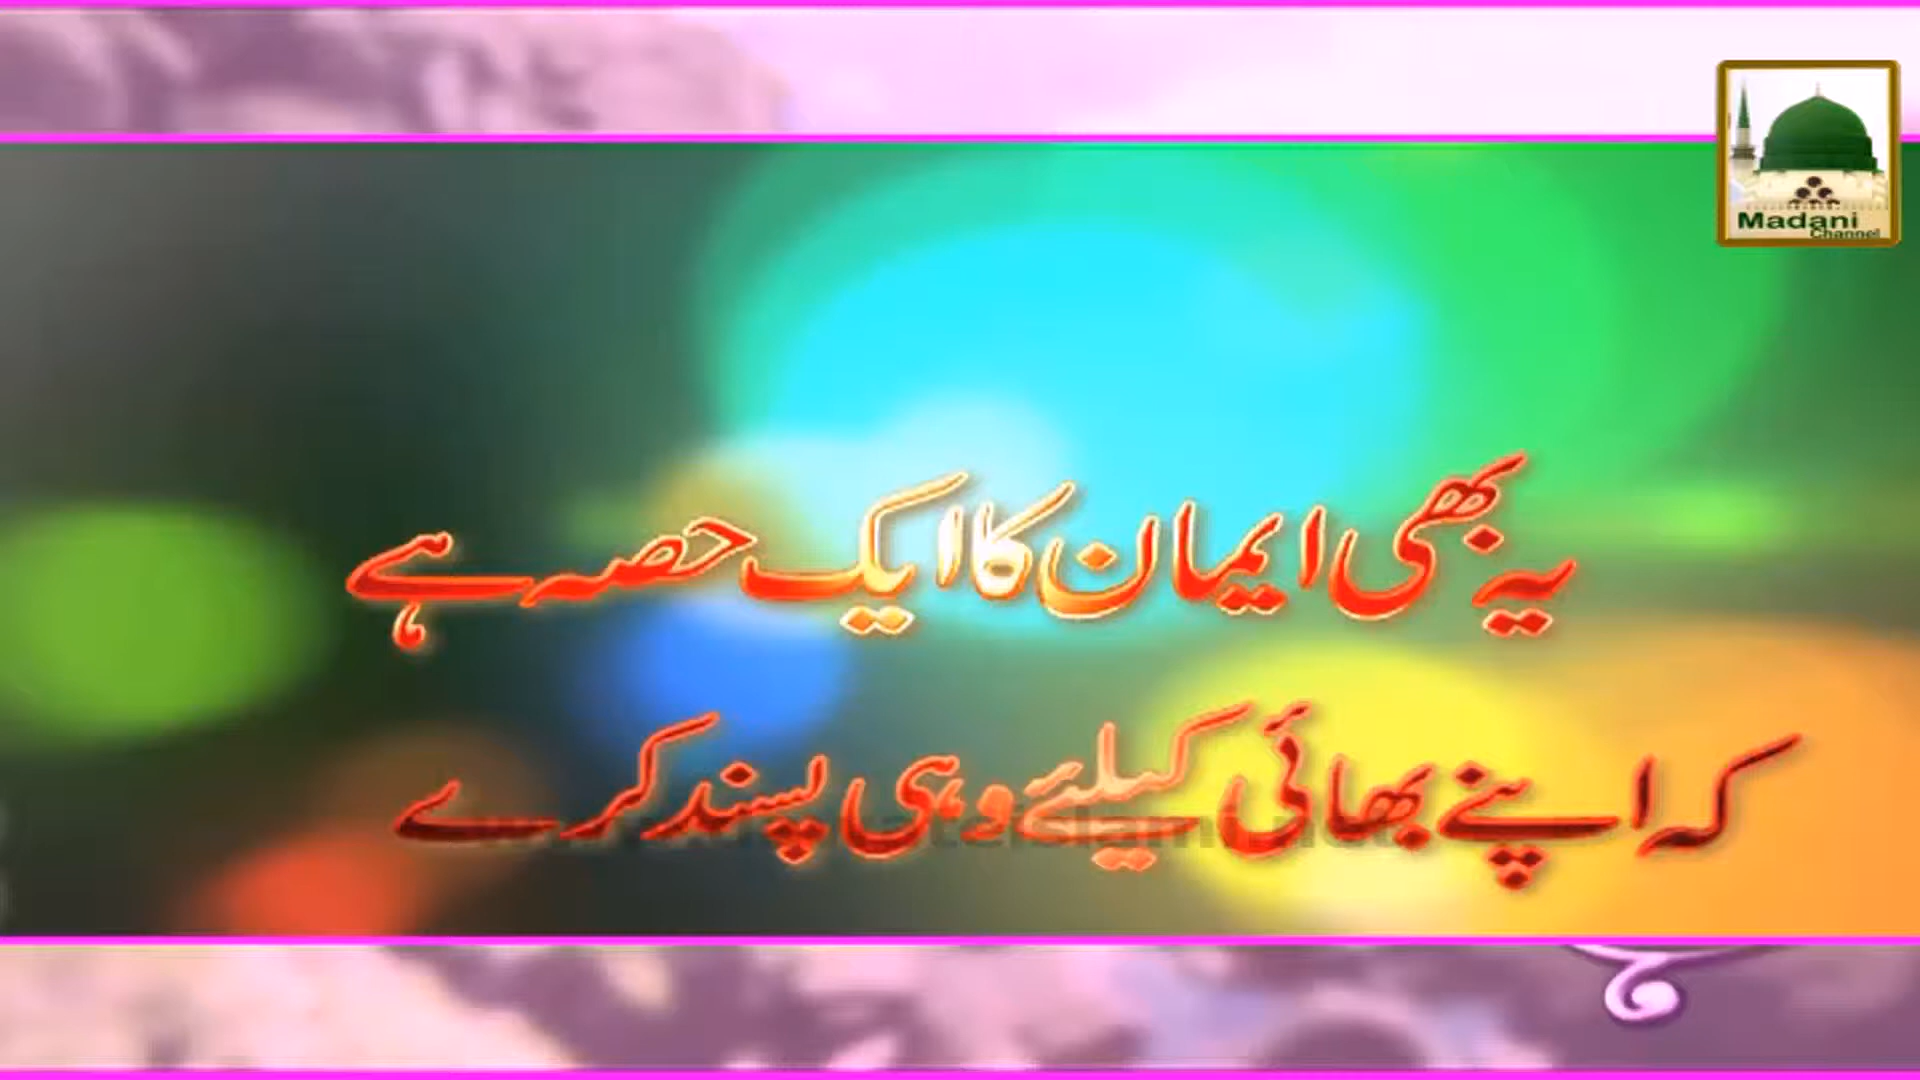 Madani
Channel
یہ بھی ایمان کا ایک حصہ ہے
کہ اپنے بھائی کیلئے وہی پسند کرے